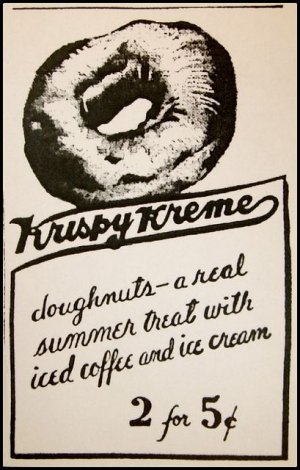 Krispy Kreme
doughnuts — a real
summer treat with
iced coffee and ice cream
2 for 5¢